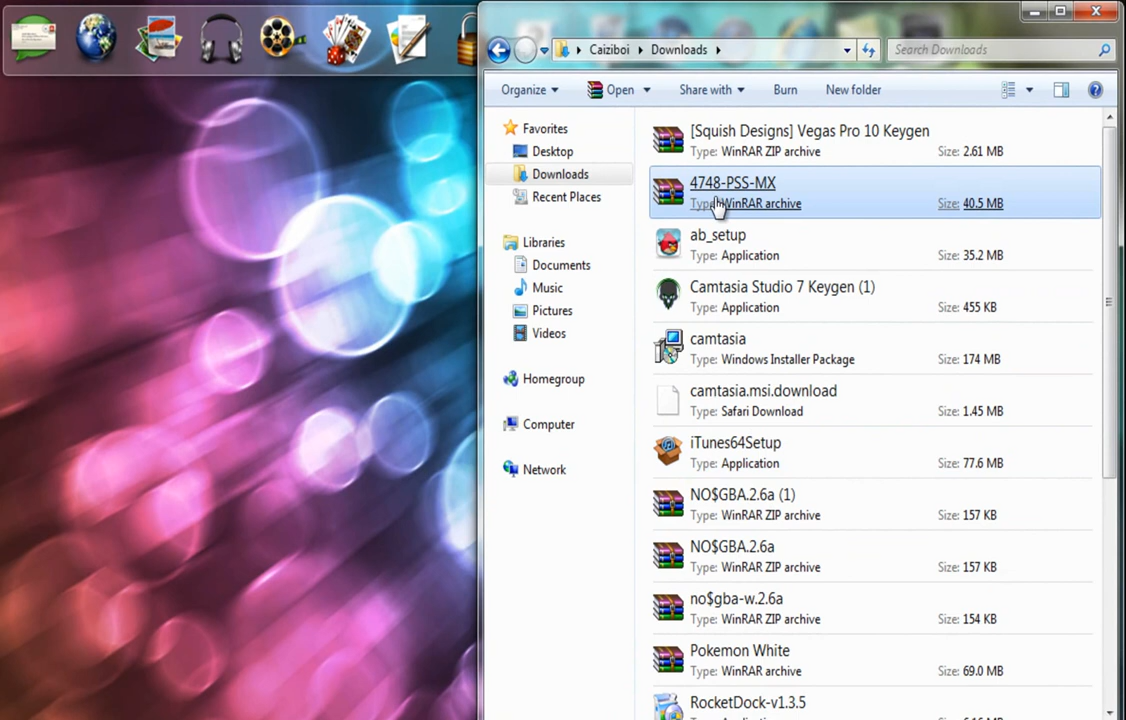 Caiziboi Downloads
Search Downloads
Organize Open Share with Burn New folder
Favorites
Desktop
Downloads
Recent Places
Libraries
Documents
Music
Pictures
Videos
Homegroup
Computer
Network
[Squish Designs] Vegas Pro 10 Keygen
Type: WinRAR ZIP archive Size: 2.61 MB
4748-PSS-MX
Type: WinRAR archive Size: 40.5 MB
ab_setup
Type: Application Size: 35.2 MB
Camtasia Studio 7 Keygen (1)
Type: Application Size: 455 KB
camtasia
Type: Windows Installer Package Size: 174 MB
camtasia.msi.download
Type: Safari Download Size: 1.45 MB
iTunes64Setup
Type: Application Size: 77.6 MB
NO$GBA.2.6a (1)
Type: WinRAR ZIP archive Size: 157 KB
NO$GBA.2.6a
Type: WinRAR ZIP archive Size: 157 KB
no$gba-w.2.6a
Type: WinRAR ZIP archive Size: 154 KB
Pokemon White
Type: WinRAR archive Size: 69.0 MB
RocketDock-v1.3.5